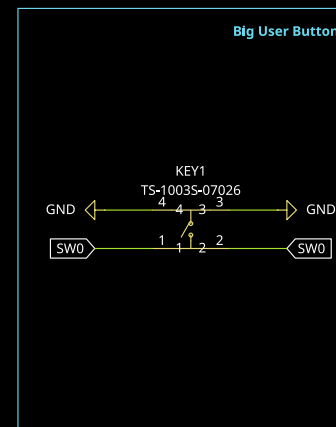 Big User Button
KEY1
TS-1003S-07026
GND 4 4 3 3 GND
SW0 1 1 2 2 SW0